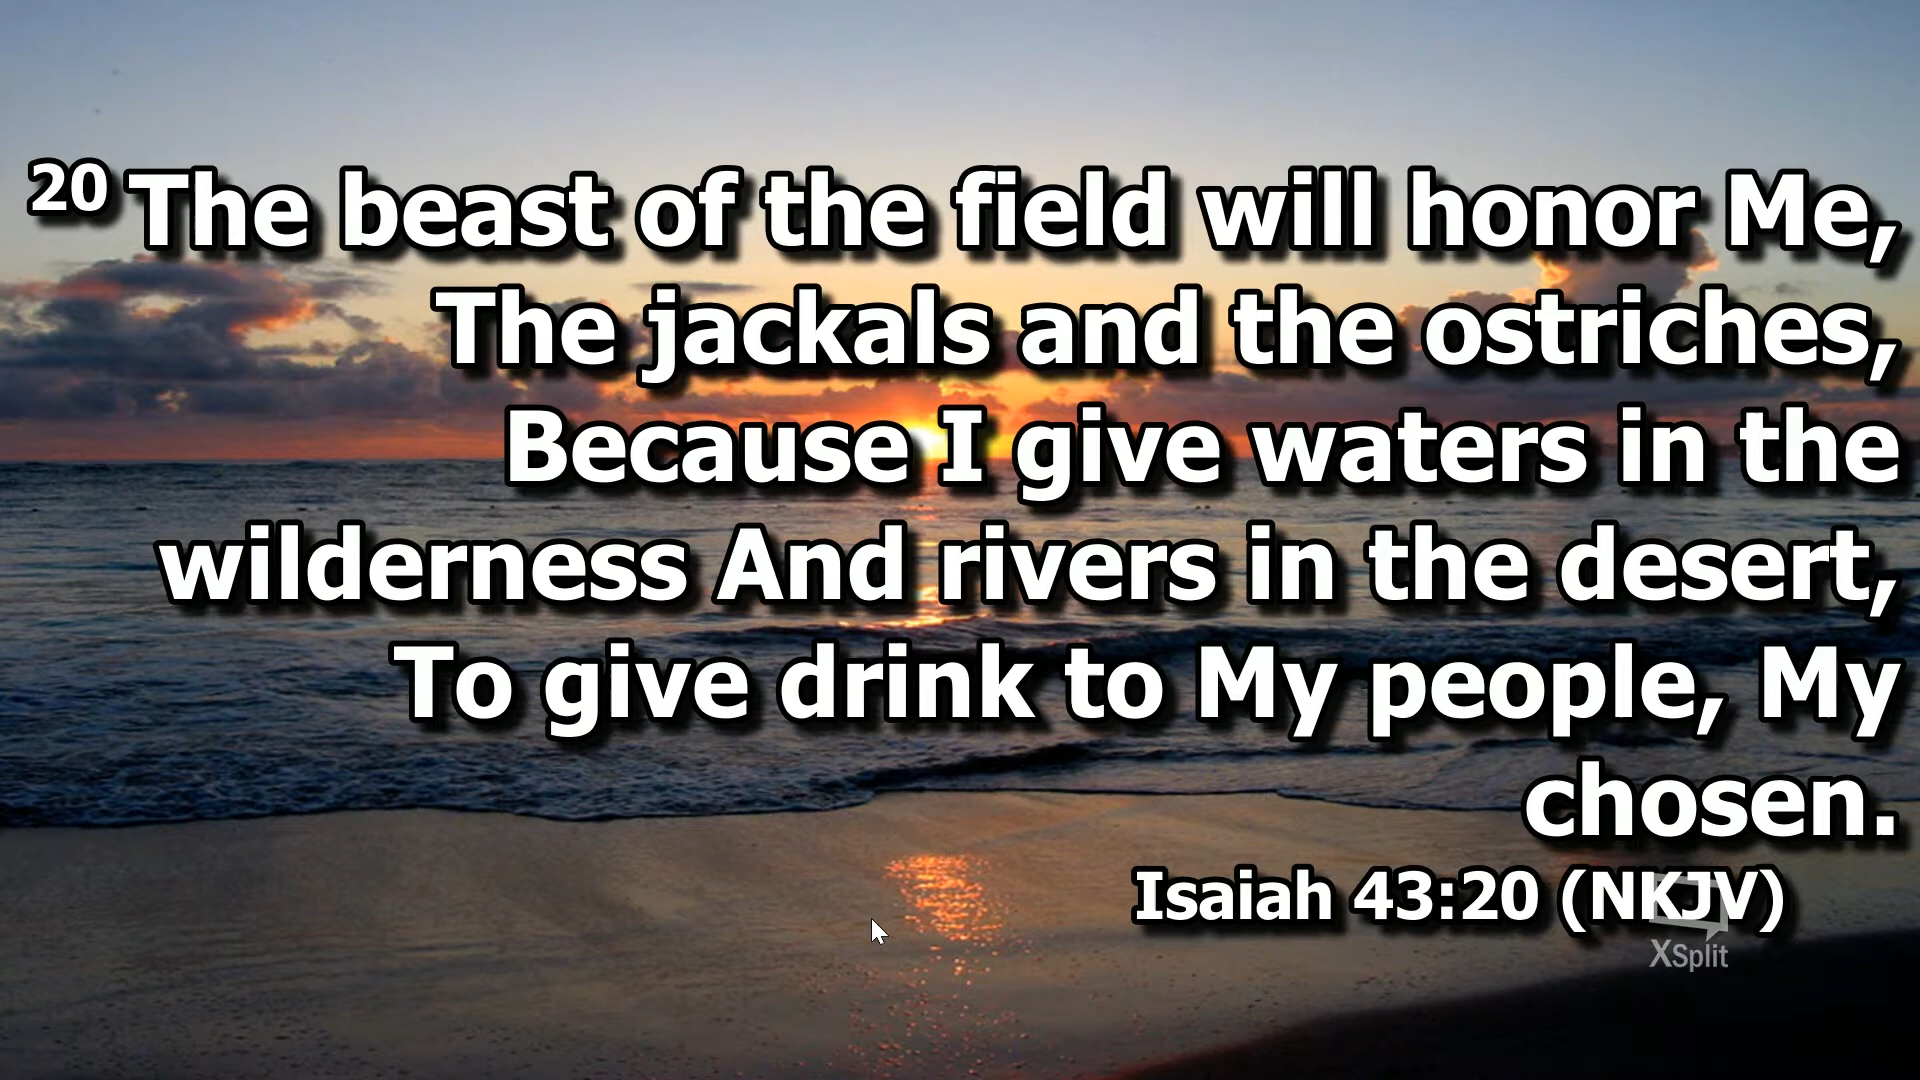 20 The beast of the field will honor Me,
The jackals and the ostriches,
Because I give waters in the
wilderness And rivers in the desert,
To give drink to My people, My
chosen.
Isaiah 43:20 (NKJV)
XSplit